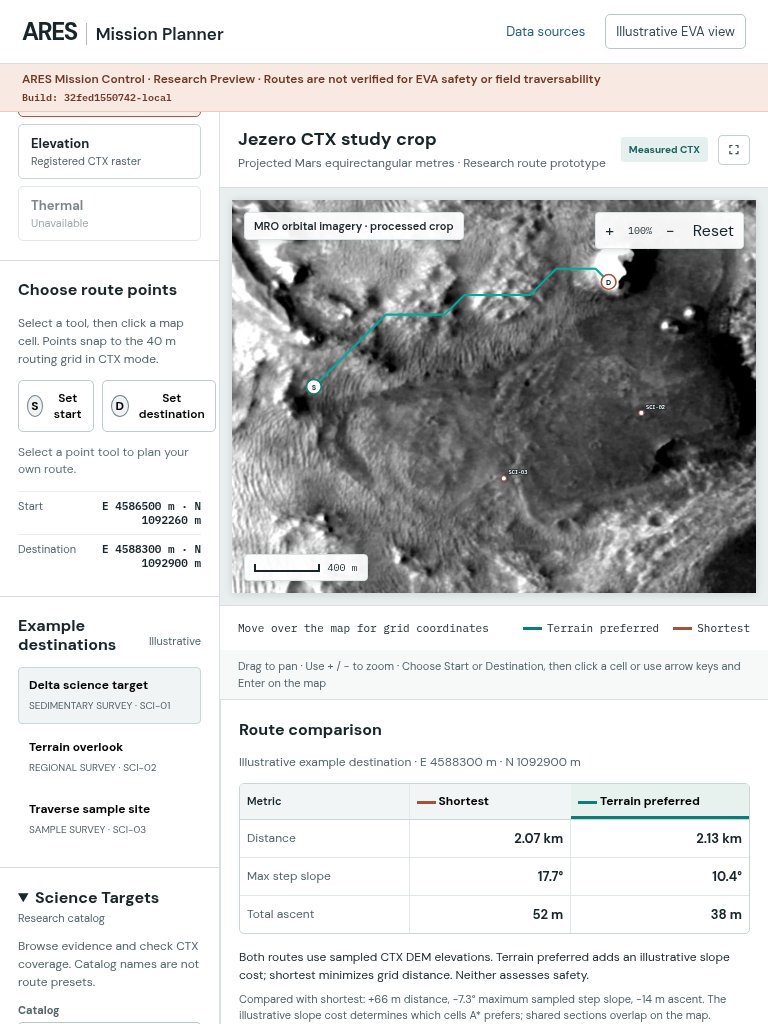 ARES Mission Planner
Data sources
Illustrative EVA view
ARES Mission Control · Research Preview · Routes are not verified for EVA safety or field traversability
Build: 32fed1550742-local
Elevation
Registered CTX raster
Thermal
Unavailable
Choose route points
Select a tool, then click a map
cell. Points snap to the 40 m
routing grid in CTX mode.
S Set
start
D Set
destination
Select a point tool to plan your
own route.
Start E 4586500 m · N
1092260 m
Destination E 4588300 m · N
1092900 m
Example
destinations Illustrative
Delta science target
SEDIMENTARY SURVEY · SCI-01
Terrain overlook
REGIONAL SURVEY · SCI-02
Traverse sample site
SAMPLE SURVEY · SCI-03
▼ Science Targets
Research catalog
Browse evidence and check CTX
coverage. Catalog names are not
route presets.
Catalog
Jezero CTX study crop
Projected Mars equirectangular metres · Research route prototype
Measured CTX
MRO orbital imagery · processed crop
+ 100% − Reset
D
S
SCI-02
SCI-03
400 m
Move over the map for grid coordinates
Terrain preferred
Shortest
Drag to pan · Use + / − to zoom · Choose Start or Destination, then click a cell or use arrow keys and
Enter on the map
Route comparison
Illustrative example destination · E 4588300 m · N 1092900 m
Metric Shortest Terrain preferred
Distance 2.07 km 2.13 km
Max step slope 17.7° 10.4°
Total ascent 52 m 38 m
Both routes use sampled CTX DEM elevations. Terrain preferred adds an illustrative slope
cost; shortest minimizes grid distance. Neither assesses safety.
Compared with shortest: +66 m distance, −7.3° maximum sampled step slope, −14 m ascent. The
illustrative slope cost determines which cells A* prefers; shared sections overlap on the map.